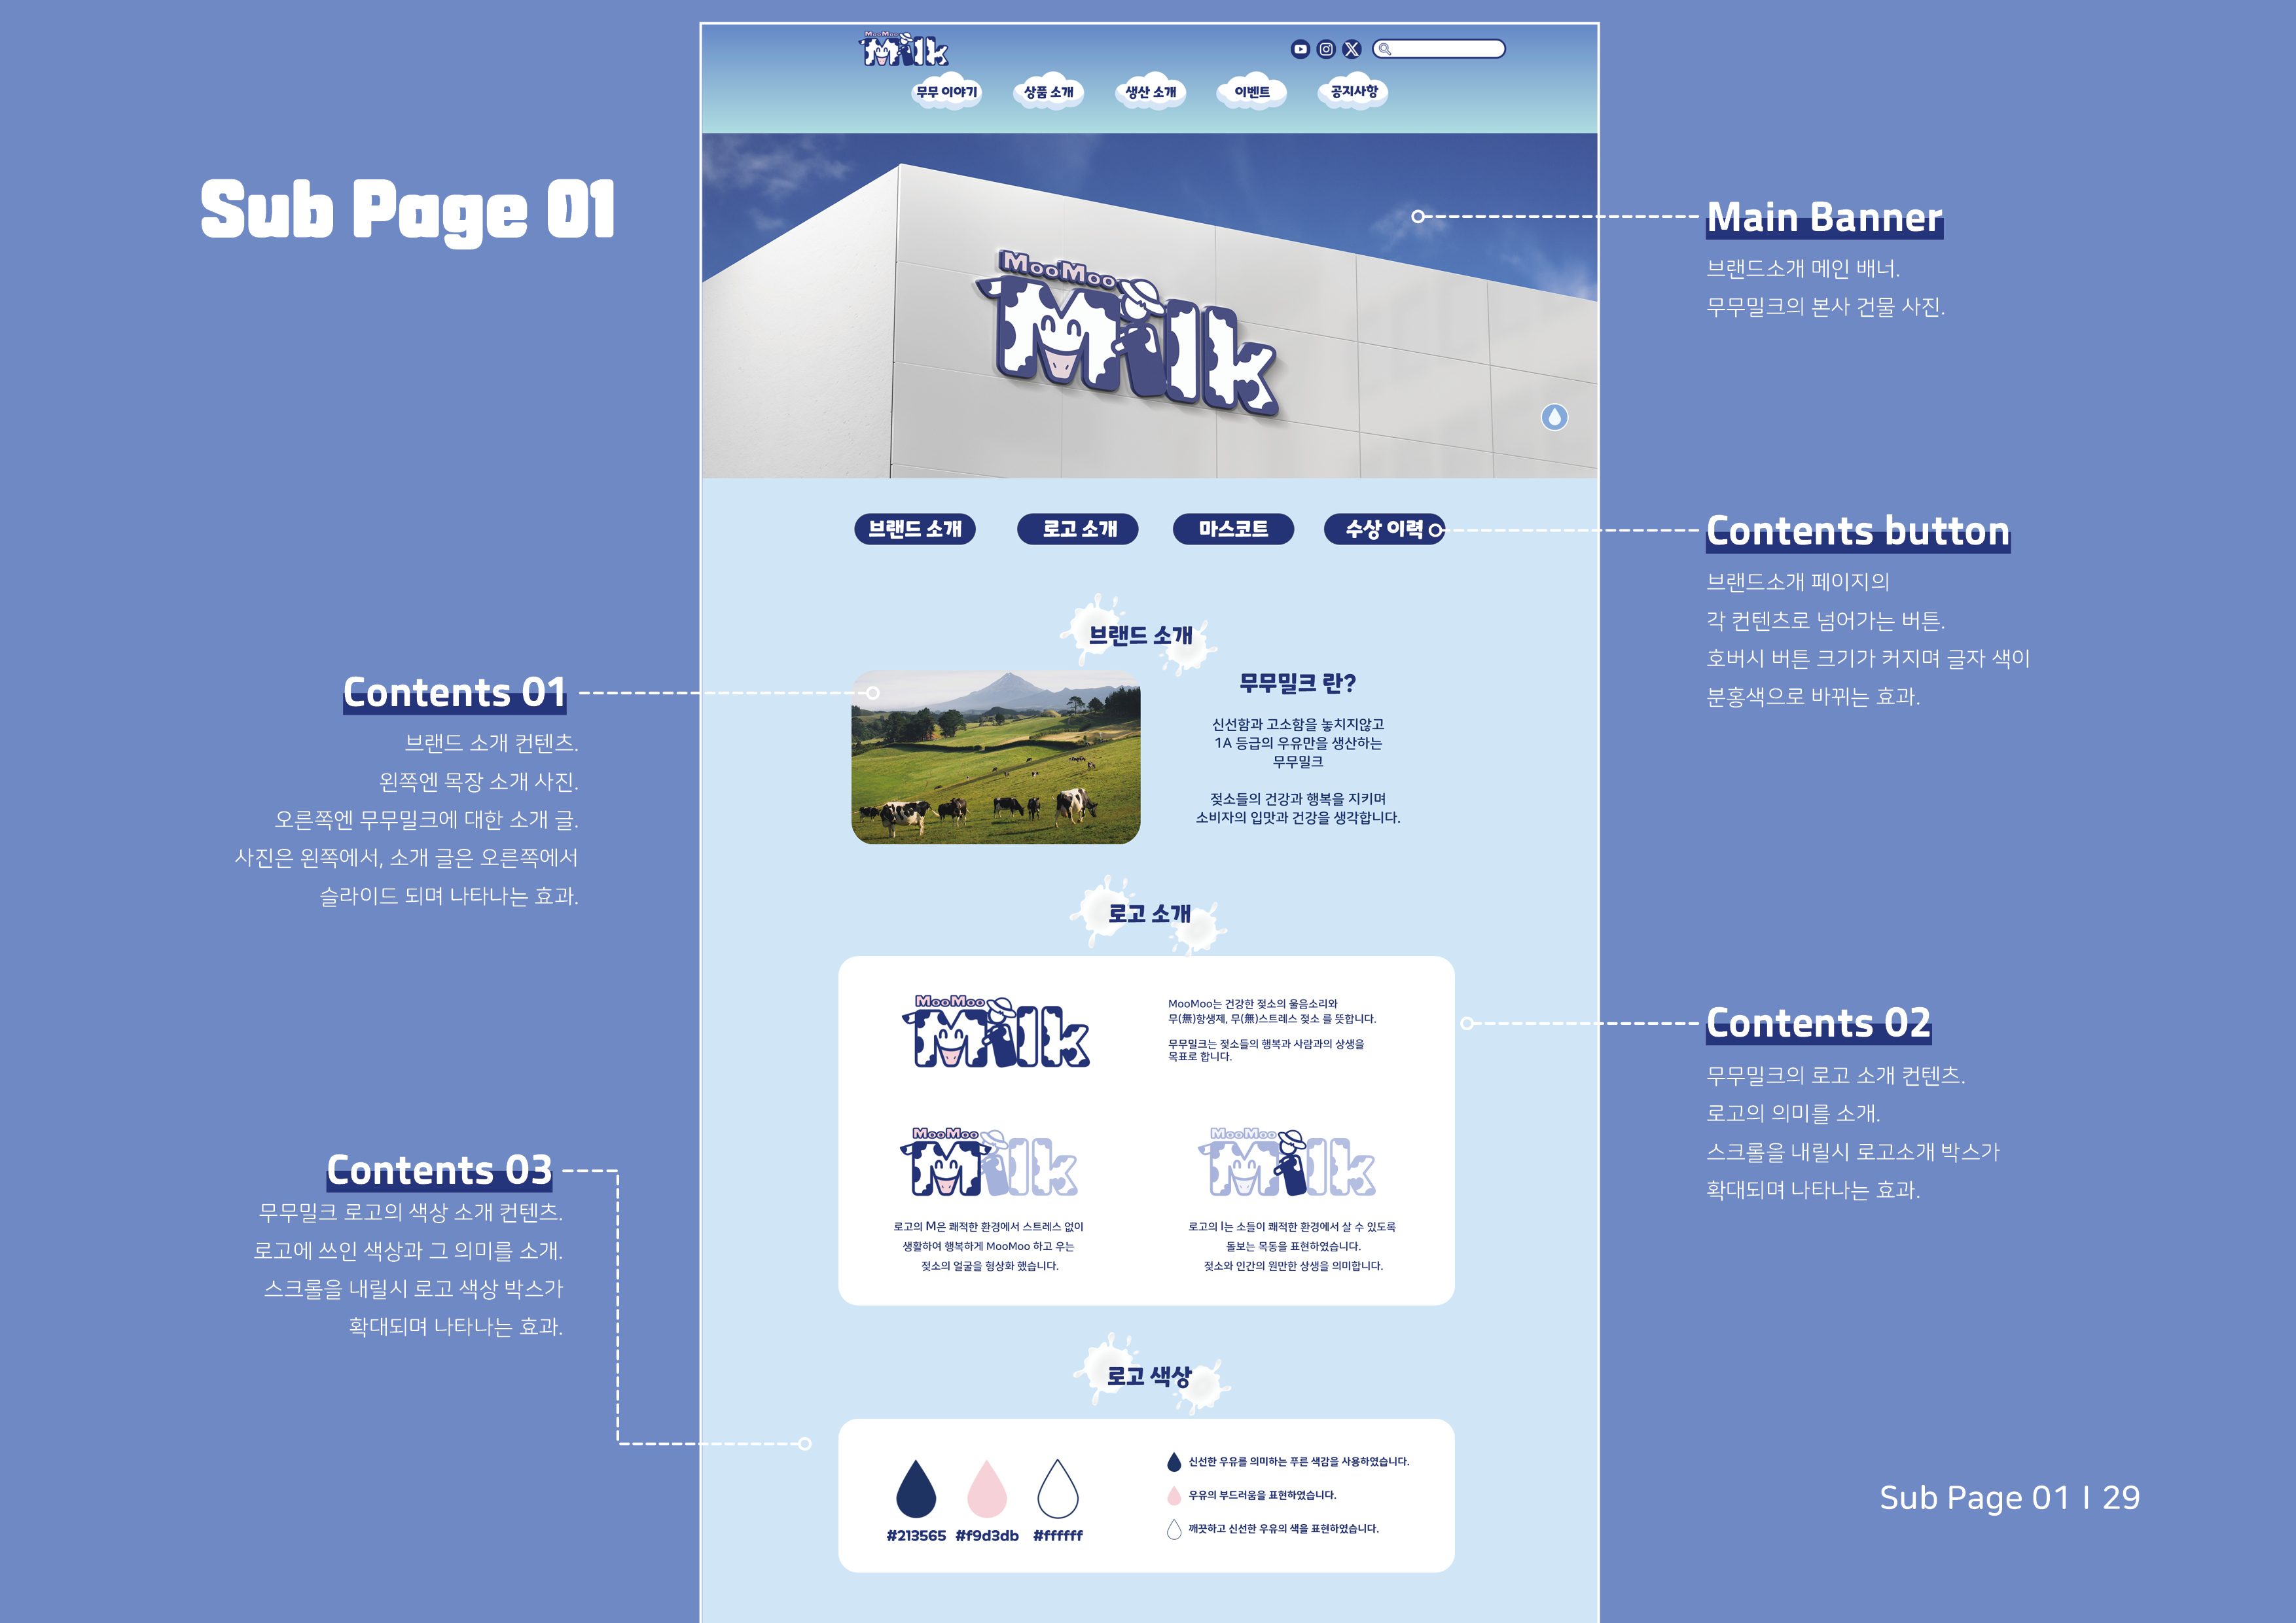 Sub Page 01
MooMoo
Milk
무무 이야기
상품 소개
생산 소개
이벤트
공지사항
MooMoo
Milk
Main Banner
브랜드소개 메인 배너.
무무밀크의 본사 건물 사진.
브랜드 소개
로고 소개
마스코트
수상 이력
Contents button
브랜드소개 페이지의
각 컨텐츠로 넘어가는 버튼.
호버시 버튼 크기가 커지며 글자 색이
분홍색으로 바뀌는 효과.
브랜드 소개
Contents 01
브랜드 소개 컨텐츠.
왼쪽엔 목장 소개 사진.
오른쪽엔 무무밀크에 대한 소개 글.
사진은 왼쪽에서, 소개 글은 오른쪽에서
슬라이드 되며 나타나는 효과.
무무밀크 란?
신선함과 고소함을 놓치지않고
1A 등급의 우유만을 생산하는
무무밀크
젖소들의 건강과 행복을 지키며
소비자의 입맛과 건강을 생각합니다.
로고 소개
MooMoo
Milk
MooMoo는 건강한 젖소의 울음소리와
무(無)항생제, 무(無)스트레스 젖소 를 뜻합니다.
무무밀크는 젖소들의 행복과 사람과의 상생을
목표로 합니다.
Contents 02
무무밀크의 로고 소개 컨텐츠.
로고의 의미를 소개.
스크롤을 내릴시 로고소개 박스가
확대되며 나타나는 효과.
MooMoo
Milk
로고의 M은 쾌적한 환경에서 스트레스 없이
생활하여 행복하게 MooMoo 하고 우는
젖소의 얼굴을 형상화 했습니다.
MooMoo
Milk
로고의 I는 소들이 쾌적한 환경에서 살 수 있도록
돌보는 목동을 표현하였습니다.
젖소와 인간의 원만한 상생을 의미합니다.
Contents 03
무무밀크 로고의 색상 소개 컨텐츠.
로고에 쓰인 색상과 그 의미를 소개.
스크롤을 내릴시 로고 색상 박스가
확대되며 나타나는 효과.
로고 색상
#213565
#f9d3db
#ffffff
신선한 우유를 의미하는 푸른 색감을 사용하였습니다.
우유의 부드러움을 표현하였습니다.
깨끗하고 신선한 우유의 색을 표현하였습니다.
Sub Page 01 I 29